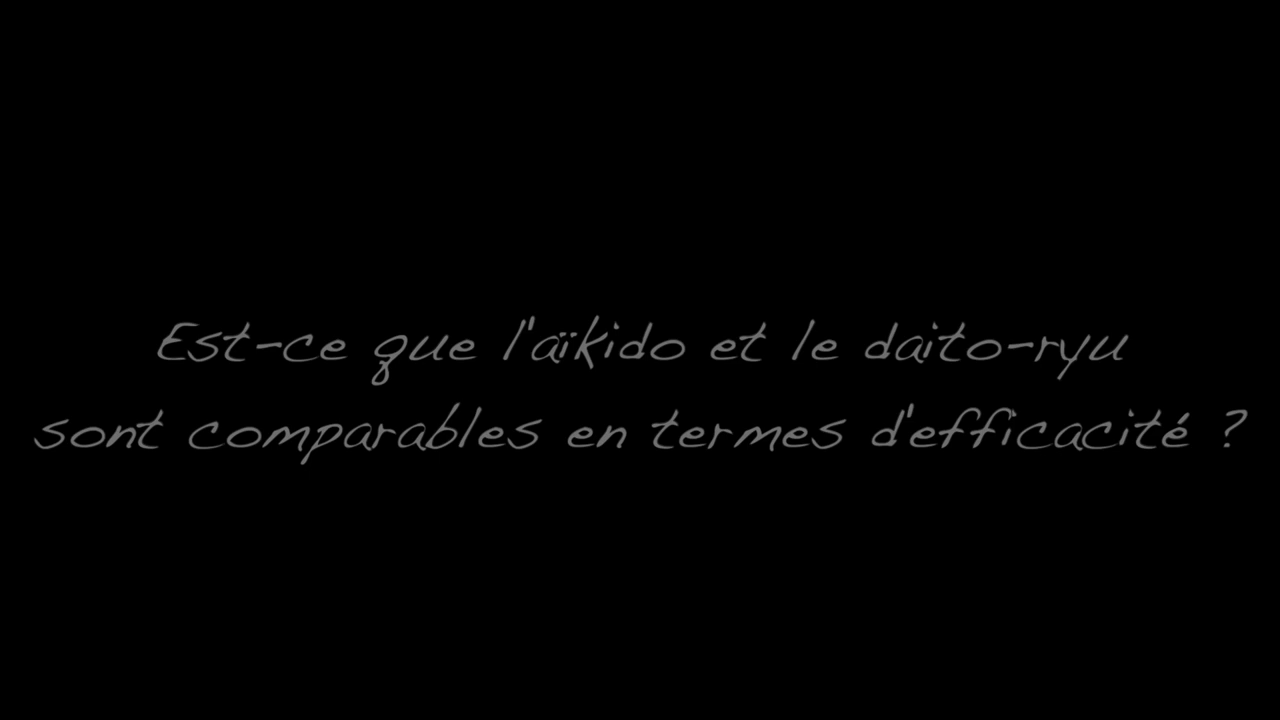 Est-ce que l'aïkido et le daito-ryu
sont comparables en termes d'efficacité ?